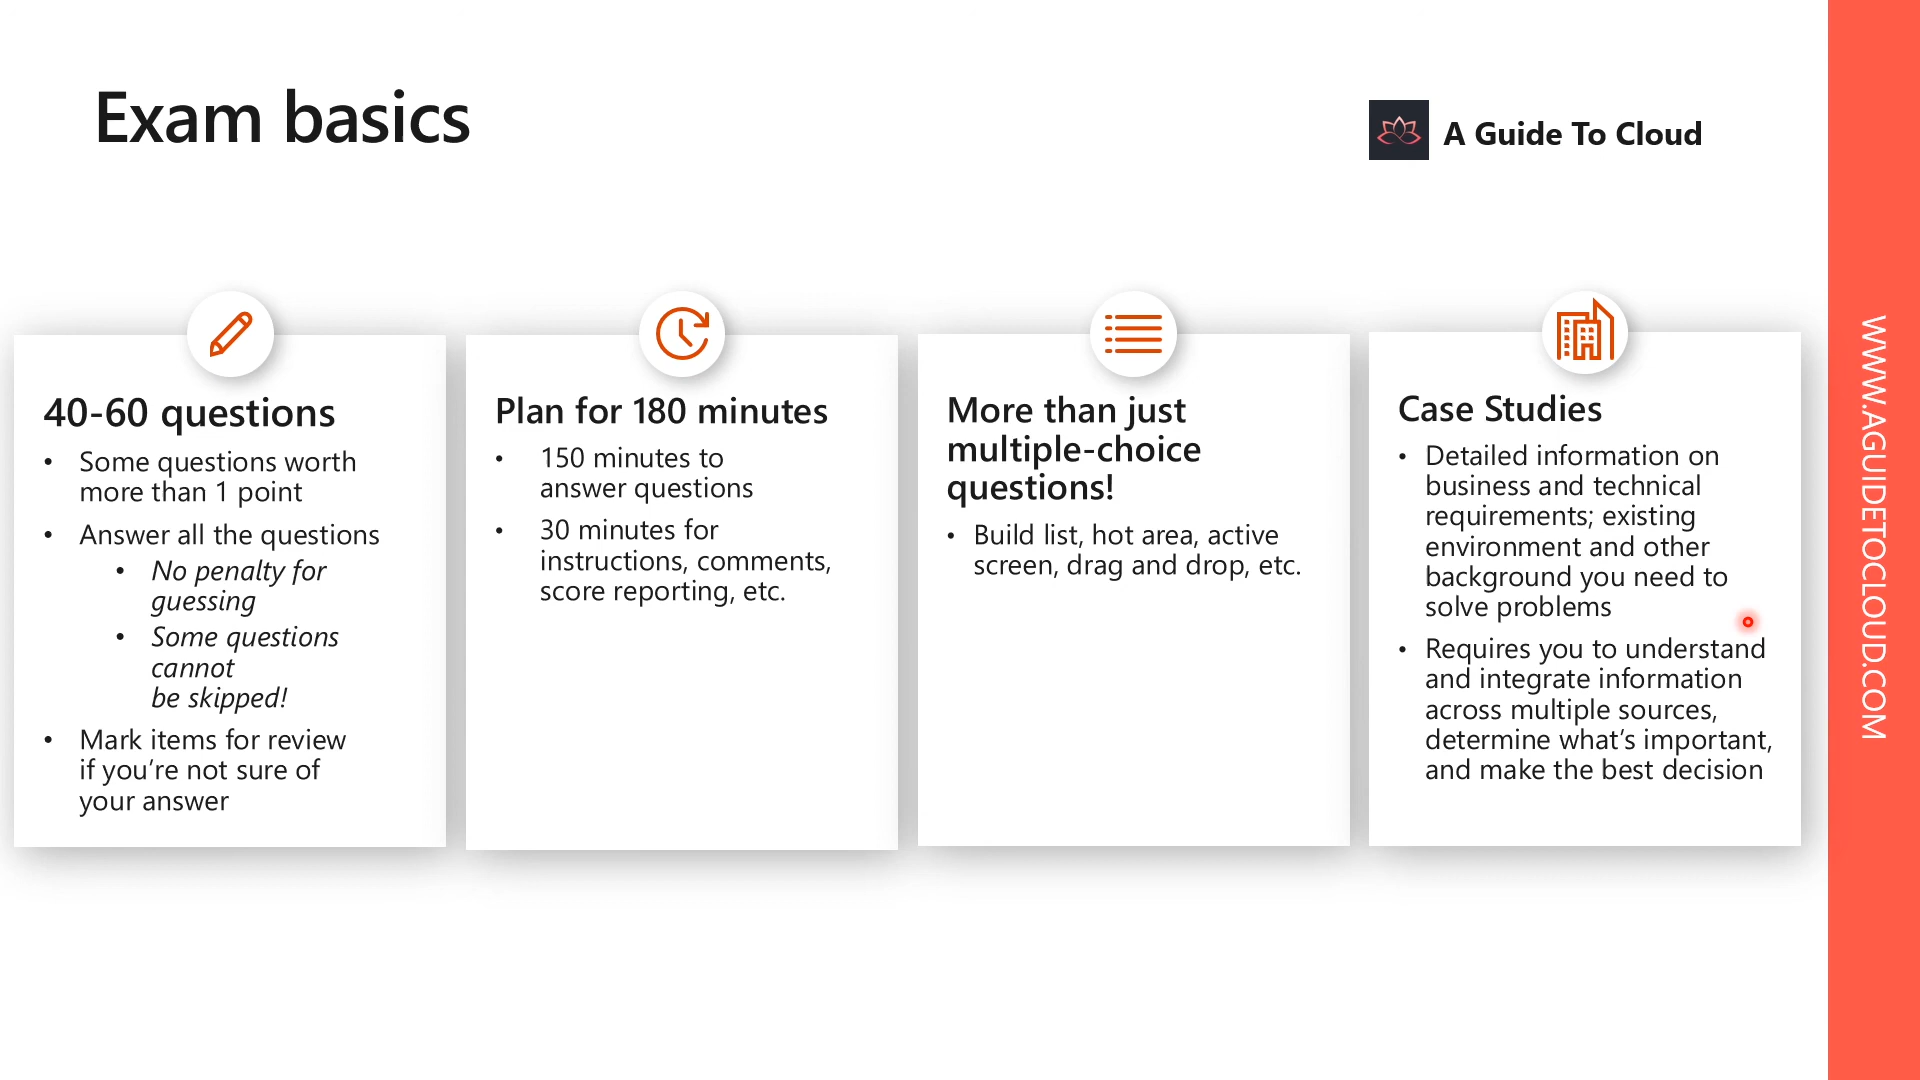 Exam basics
A Guide To Cloud
40-60 questions
• Some questions worth
more than 1 point
• Answer all the questions
• No penalty for
guessing
• Some questions
cannot
be skipped!
• Mark items for review
if you’re not sure of
your answer
Plan for 180 minutes
• 150 minutes to
answer questions
• 30 minutes for
instructions, comments,
score reporting, etc.
More than just
multiple-choice
questions!
• Build list, hot area, active
screen, drag and drop, etc.
Case Studies
• Detailed information on
business and technical
requirements; existing
environment and other
background you need to
solve problems
• Requires you to understand
and integrate information
across multiple sources,
determine what’s important,
and make the best decision
WWW.AGUIDETOCLOUD.COM